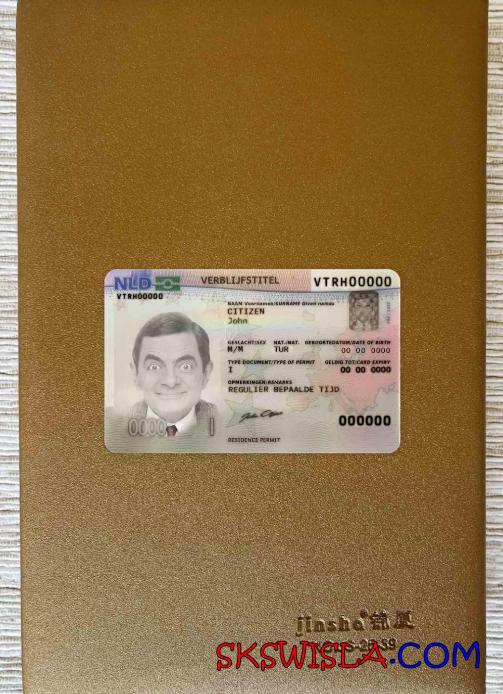 NLD VERBLIJFSTITEL VTRH00000
VTRH00000
NAAM Voornamen/SURNAME Given names
CITIZEN
John
GESLACHT/SEX NAT./NAT. GEBOORTEDATUM/DATE OF BIRTH
M/M TUR 00 00 0000
TYPE DOCUMENT/TYPE OF PERMIT GELDIG TOT/CARD EXPIRY
I 00 00 0000
OPMERKINGEN/REMARKS
REGULIER BEPAALDE TIJD
0000 000000
RESIDENCE PERMIT
jinsha®
SKSWISLA.COM